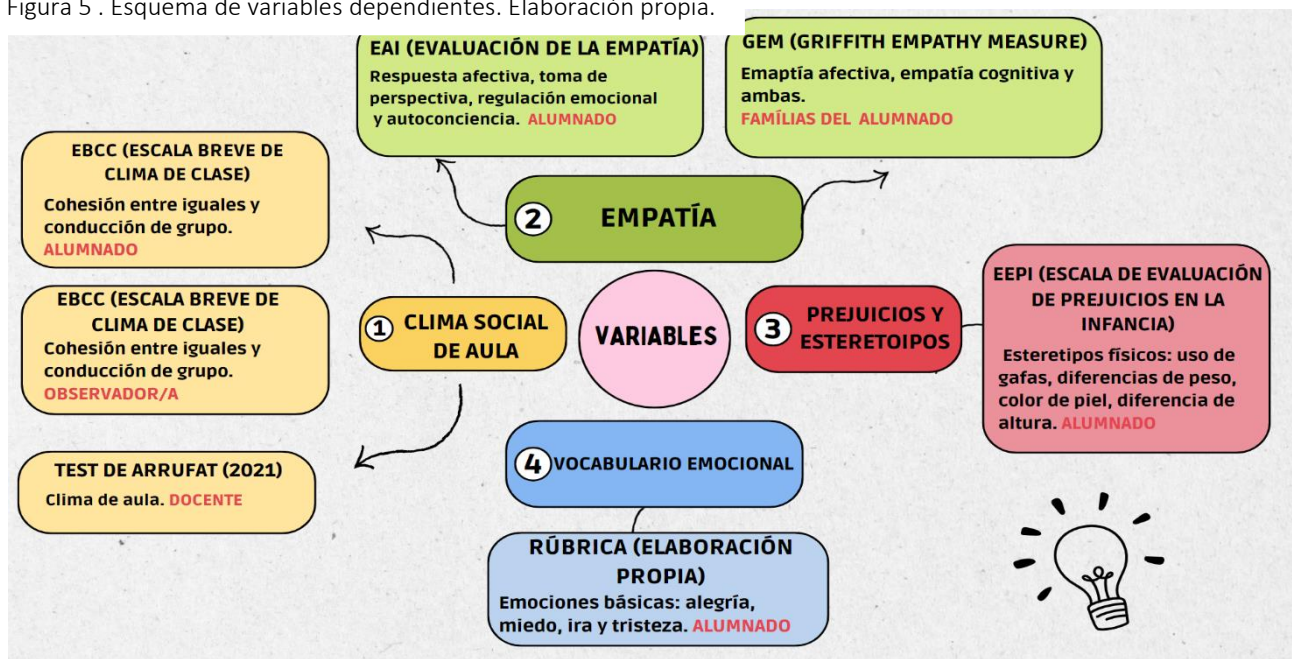 Figura 5 . Esquema de variables dependientes. Elaboración propia.
EAI (EVALUACIÓN DE LA EMPATÍA)
Respuesta afectiva, toma de
perspectiva, regulación emocional
y autoconciencia. ALUMNADO
GEM (GRIFFITH EMPATHY MEASURE)
Emaptía afectiva, empatía cognitiva y
ambas.
FAMÍLIAS DEL ALUMNADO
EBCC (ESCALA BREVE DE
CLIMA DE CLASE)
Cohesión entre iguales y
conducción de grupo.
ALUMNADO
2 EMPATÍA
EBCC (ESCALA BREVE DE
CLIMA DE CLASE)
Cohesión entre iguales y
conducción de grupo.
OBSERVADOR/A
1 CLIMA SOCIAL
DE AULA
VARIABLES
3 PREJUICIOS Y
ESTERETOIPOS
EEPI (ESCALA DE EVALUACIÓN
DE PREJUICIOS EN LA
INFANCIA)
Esteretipos físicos: uso de
gafas, diferencias de peso,
color de piel, diferencia de
altura. ALUMNADO
TEST DE ARRUFAT (2021)
Clima de aula. DOCENTE
4 VOCABULARIO EMOCIONAL
RÚBRICA (ELABORACIÓN
PROPIA)
Emociones básicas: alegría,
miedo, ira y tristeza. ALUMNADO